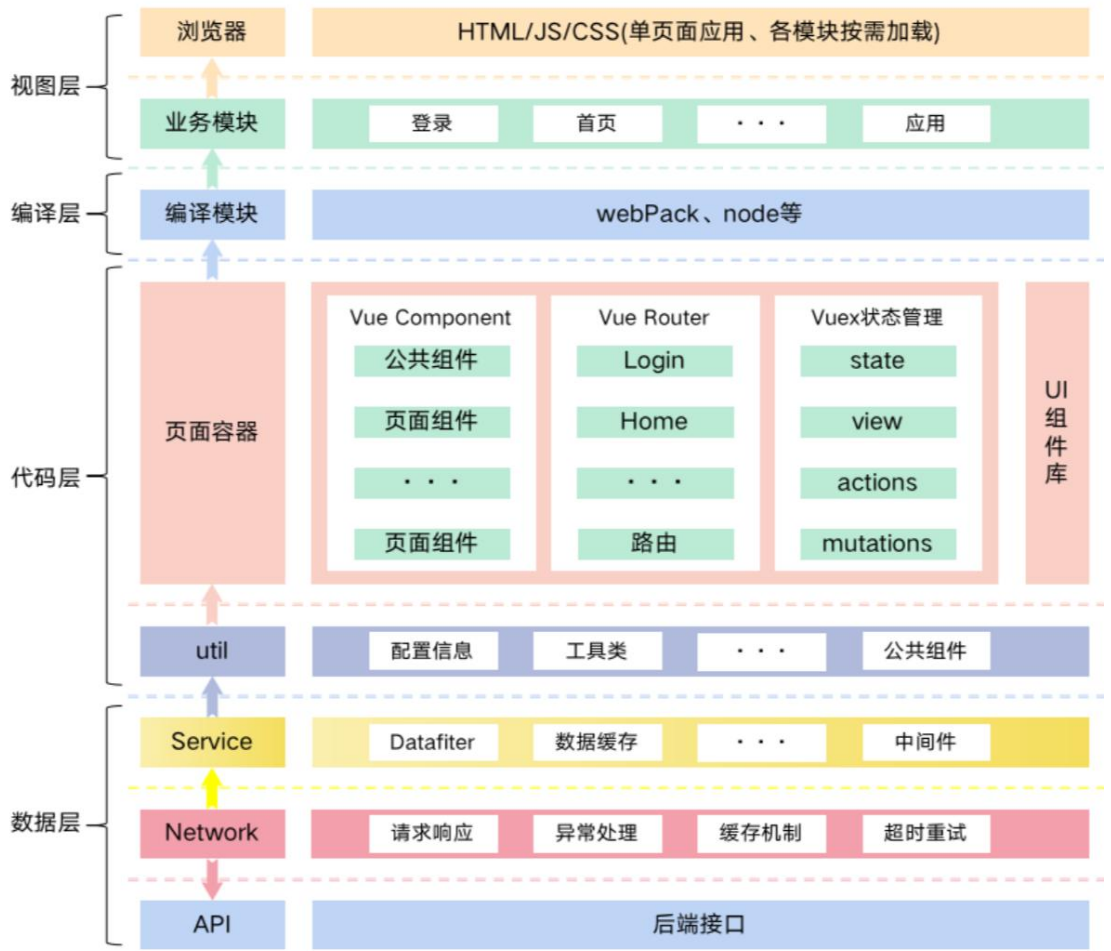 视图层
浏览器
HTML/JS/CSS(单页面应用、各模块按需加载)
业务模块
登录
首页
···
应用
编译层
编译模块
webPack、node等
代码层
页面容器
Vue Component
公共组件
页面组件
···
页面组件
Vue Router
Login
Home
···
路由
Vuex状态管理
state
view
actions
mutations
UI
组
件
库
util
配置信息
工具类
···
公共组件
数据层
Service
Datafiter
数据缓存
···
中间件
Network
请求响应
异常处理
缓存机制
超时重试
API
后端接口